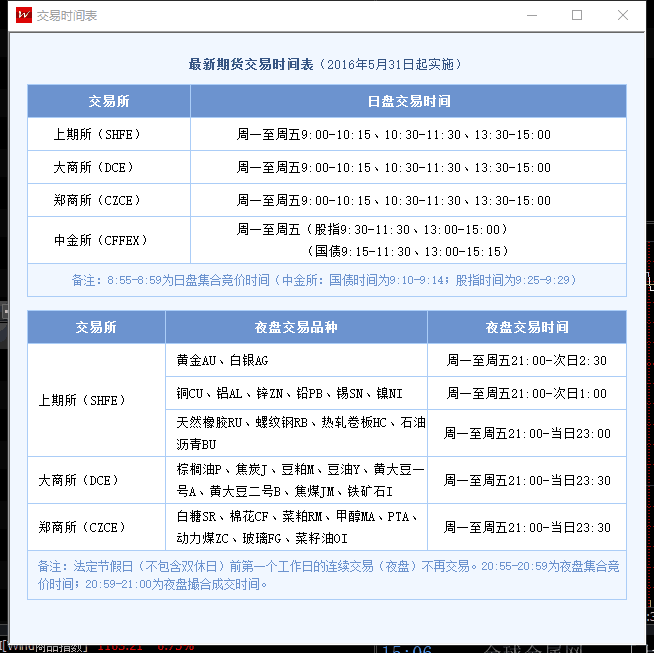 交易时间表
最新期货交易时间表（2016年5月31日起实施）
交易所 日盘交易时间
上期所（SHFE） 周一至周五9:00-10:15、10:30-11:30、13:30-15:00
大商所（DCE） 周一至周五9:00-10:15、10:30-11:30、13:30-15:00
郑商所（CZCE） 周一至周五9:00-10:15、10:30-11:30、13:30-15:00
中金所（CFFEX） 周一至周五（股指9:30-11:30、13:00-15:00）
（国债9:15-11:30、13:00-15:15）
备注：8:55-8:59为日盘集合竞价时间（中金所：国债时间为9:10-9:14；股指时间为9:25-9:29）
交易所 夜盘交易品种 夜盘交易时间
上期所（SHFE）
黄金AU、白银AG 周一至周五21:00-次日2:30
铜CU、铝AL、锌ZN、铅PB、锡SN、镍NI 周一至周五21:00-次日1:00
天然橡胶RU、螺纹钢RB、热轧卷板HC、石油
沥青BU
周一至周五21:00-当日23:00
大商所（DCE）
棕榈油P、焦炭J、豆粕M、豆油Y、黄大豆一
号A、黄大豆二号B、焦煤JM、铁矿石I
周一至周五21:00-当日23:30
郑商所（CZCE）
白糖SR、棉花CF、菜粕RM、甲醇MA、PTA、
动力煤ZC、玻璃FG、菜籽油OI
周一至周五21:00-当日23:30
备注：法定节假日（不包含双休日）前第一个工作日的连续交易（夜盘）不再交易。20:55-20:59为夜盘集合竞
价时间；20:59-21:00为夜盘撮合成交时间。